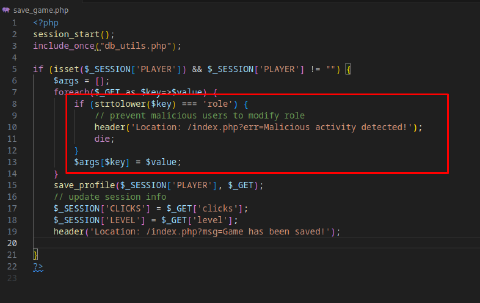 save_game.php
1 <?php
2 session_start();
3 include_once("db_utils.php");
4
5 if (isset($_SESSION['PLAYER']) && $_SESSION['PLAYER'] != "") {
6 $args = [];
7 foreach($_GET as $key=>$value) {
8 if (strtolower($key) === 'role') {
9 // prevent malicious users to modify role
10 header('Location: /index.php?err=Malicious activity detected!');
11 die;
12 }
13 $args[$key] = $value;
14 }
15 save_profile($_SESSION['PLAYER'], $_GET);
16 // update session info
17 $_SESSION['CLICKS'] = $_GET['clicks'];
18 $_SESSION['LEVEL'] = $_GET['level'];
19 header('Location: /index.php?msg=Game has been saved!');
20
21 }
22 ?>
23